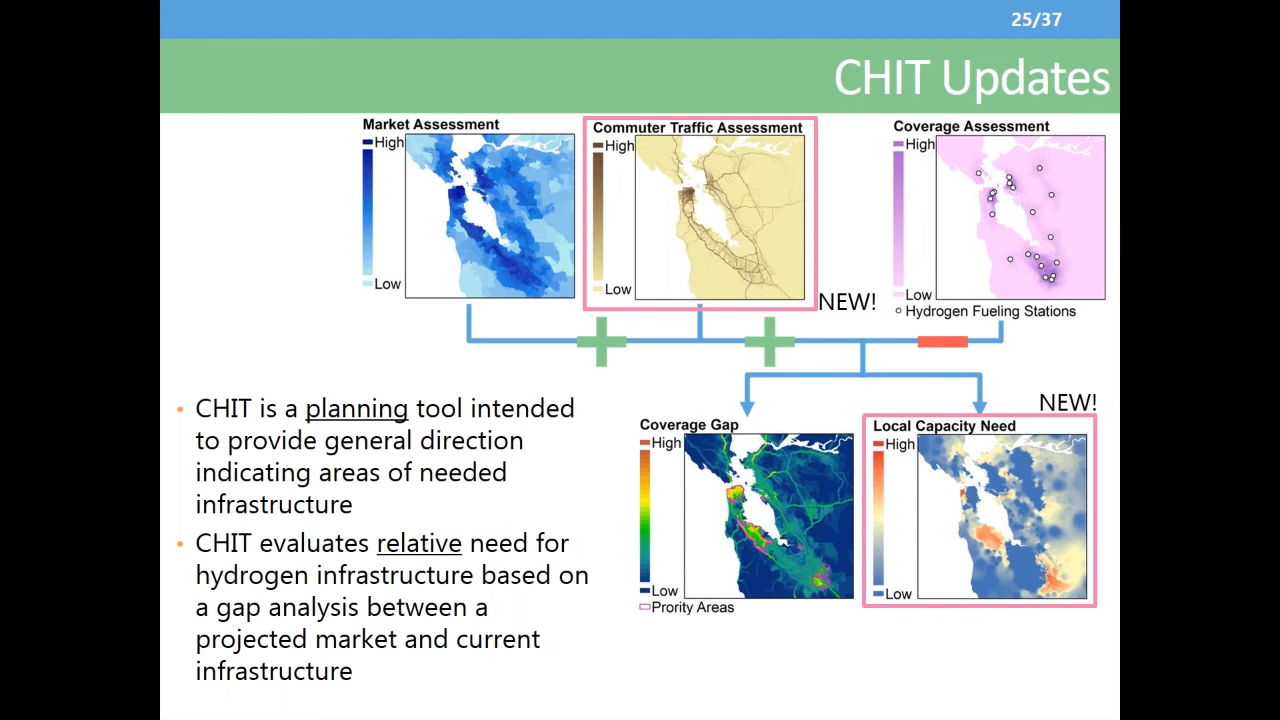 25/37
CHIT Updates
Market Assessment
High
Low
Commuter Traffic Assessment
High
Low
NEW!
Coverage Assessment
High
Low
Hydrogen Fueling Stations
• CHIT is a planning tool intended
to provide general direction
indicating areas of needed
infrastructure
• CHIT evaluates relative need for
hydrogen infrastructure based on
a gap analysis between a
projected market and current
infrastructure
Coverage Gap
High
Low
Prority Areas
NEW!
Local Capacity Need
High
Low